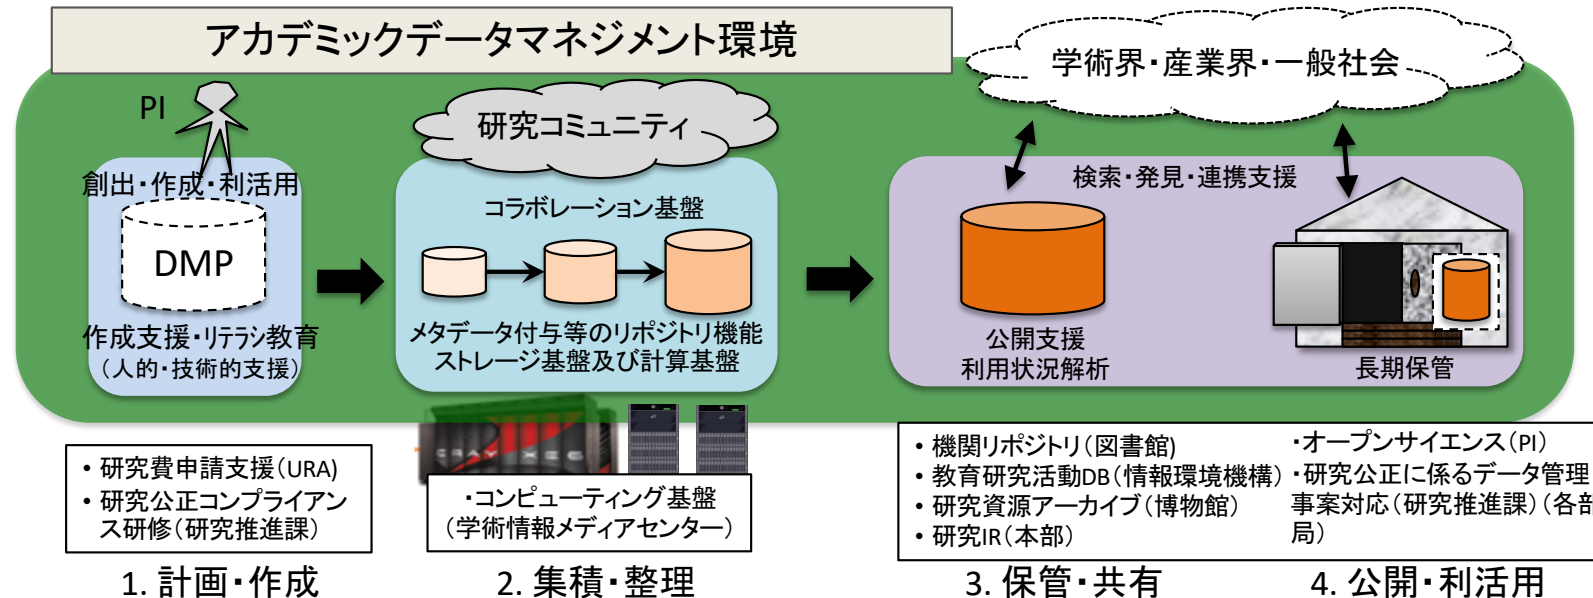 アカデミックデータマネジメント環境
学術界・産業界・一般社会
PI
研究コミュニティ
創出・作成・利活用
DMP
作成支援・リテラシ教育
（人的・技術的支援）
コラボレーション基盤
メタデータ付与等のリポジトリ機能
ストレージ基盤及び計算基盤
検索・発見・連携支援
公開支援
利用状況解析
長期保管
• 研究費申請支援（URA）
• 研究公正コンプライアン
ス研修（研究推進課）
CRAY XE6
・コンピューティング基盤
（学術情報メディアセンター）
• 機関リポジトリ（図書館）
• 教育研究活動DB（情報環境機構）
• 研究資源アーカイブ（博物館）
• 研究IR（本部）
・オープンサイエンス（PI）
・研究公正に係るデータ管理
事案対応（研究推進課）（各部
局）
1. 計画・作成
2. 集積・整理
3. 保管・共有
4. 公開・利活用